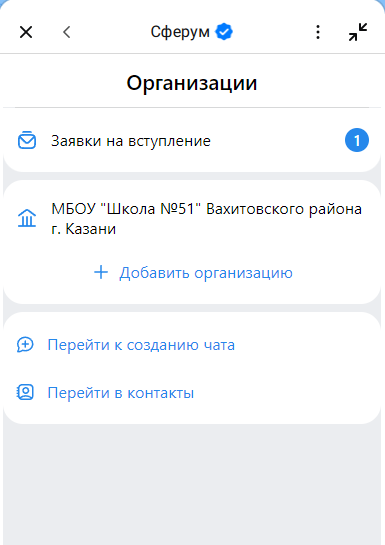 Сферум
Организации
Заявки на вступление
1
МБОУ "Школа №51" Вахитовского района
г. Казани
Добавить организацию
Перейти к созданию чата
Перейти в контакты